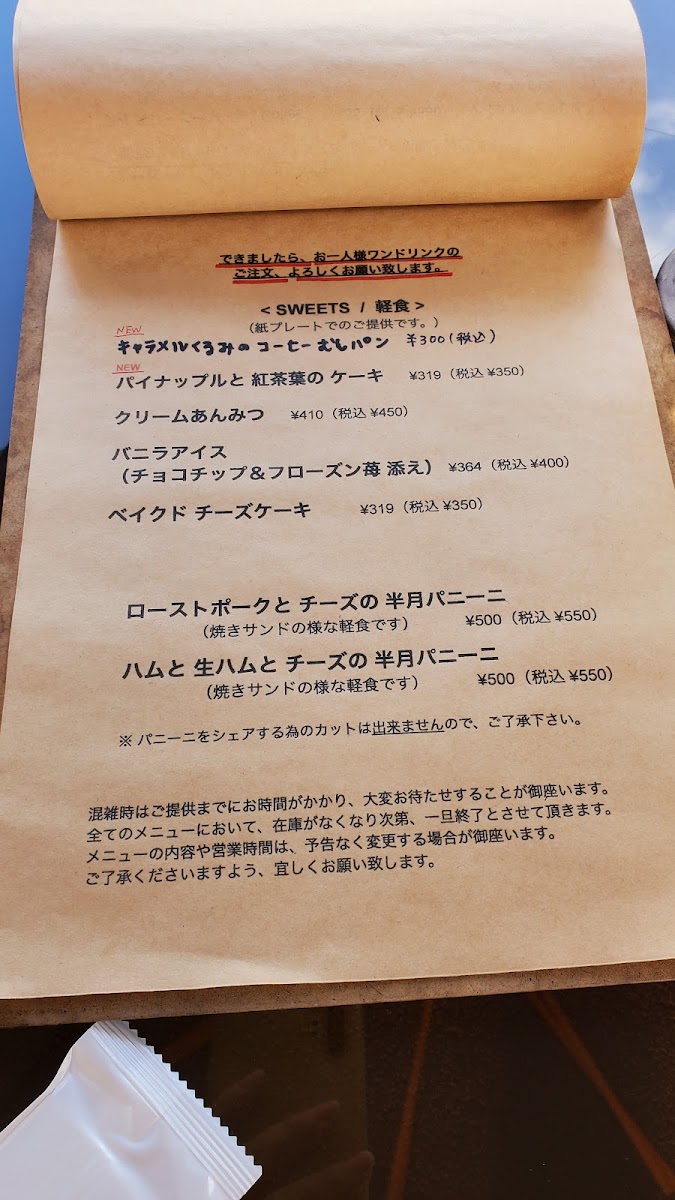 できましたら、お一人様ワンドリンクの
ご注文、よろしくお願い致します。
< SWEETS / 軽食 >
（紙プレートでのご提供です。）
NEW
キャラメルくるみの コーヒーむしパン ¥300(税込)
NEW
パイナップルと 紅茶葉の ケーキ ¥319（税込 ¥350）
クリームあんみつ ¥410（税込 ¥450）
バニラアイス
（チョコチップ＆フローズン苺 添え） ¥364（税込 ¥400）
ベイクド チーズケーキ ¥319（税込 ¥350）
ローストポークと チーズの 半月パニーニ
（焼きサンドの様な軽食です） ¥500（税込 ¥550）
ハムと 生ハムと チーズの 半月パニーニ
（焼きサンドの様な軽食です） ¥500（税込 ¥550）
※ パニーニをシェアする為のカットは出来ませんので、ご了承下さい。
混雑時はご提供までにお時間がかかり、大変お待たせすることが御座います。
全てのメニューにおいて、在庫がなくなり次第、一旦終了とさせて頂きます。
メニューの内容や営業時間は、予告なく変更する場合が御座います。
ご了承くださいますよう、宜しくお願い致します。